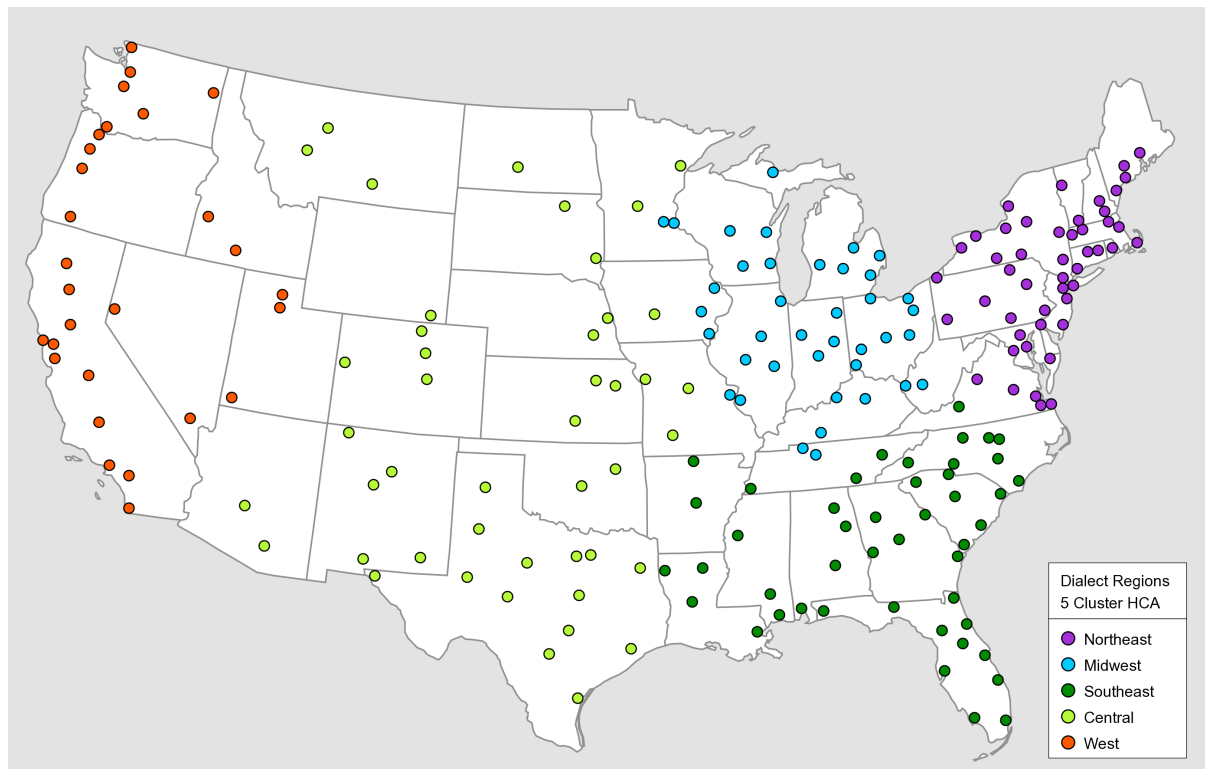 Dialect Regions
5 Cluster HCA
Northeast
Midwest
Southeast
Central
West